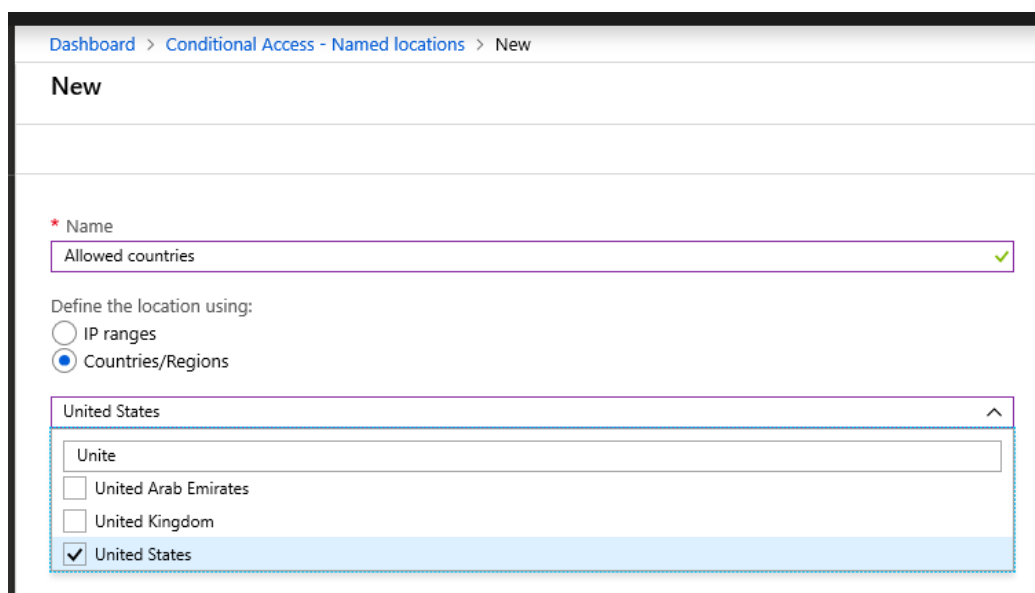 Dashboard > Conditional Access - Named locations > New
New
* Name
Allowed countries
Define the location using:
IP ranges
Countries/Regions
United States
Unite
United Arab Emirates
United Kingdom
United States